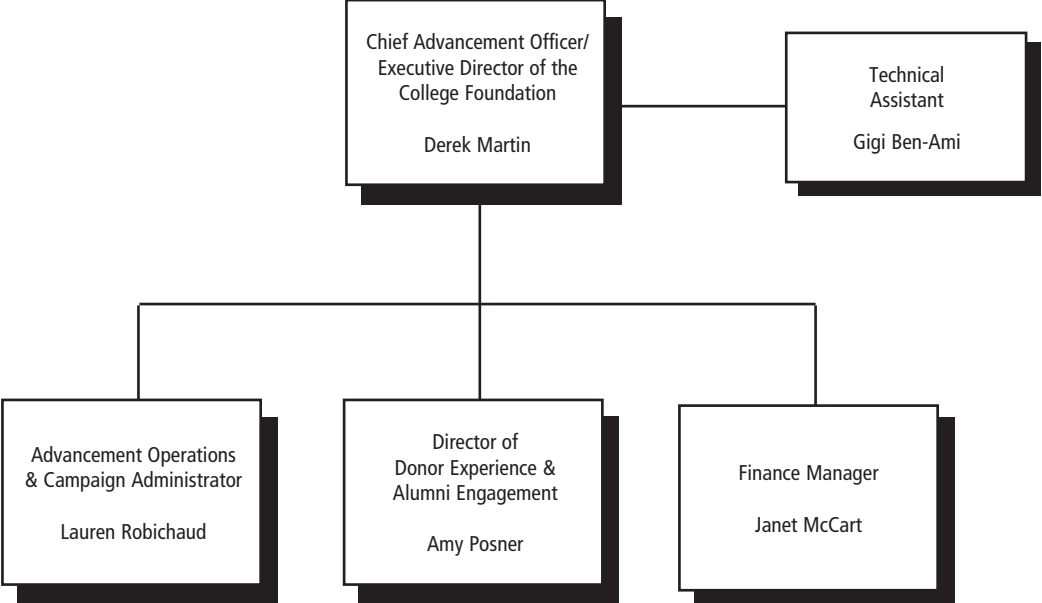 Chief Advancement Officer/
Executive Director of the
College Foundation
Derek Martin
Technical
Assistant
Gigi Ben-Ami
Advancement Operations
& Campaign Administrator
Lauren Robichaud
Director of
Donor Experience &
Alumni Engagement
Amy Posner
Finance Manager
Janet McCart